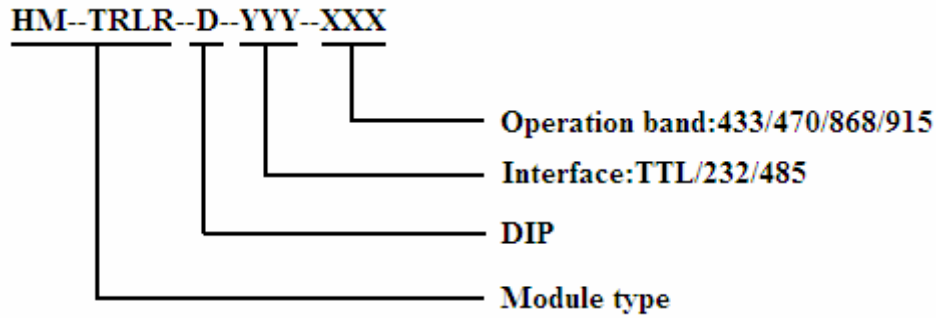 HM--TRLR--D--YYY--XXX
Operation band:433/470/868/915
Interface:TTL/232/485
DIP
Module type